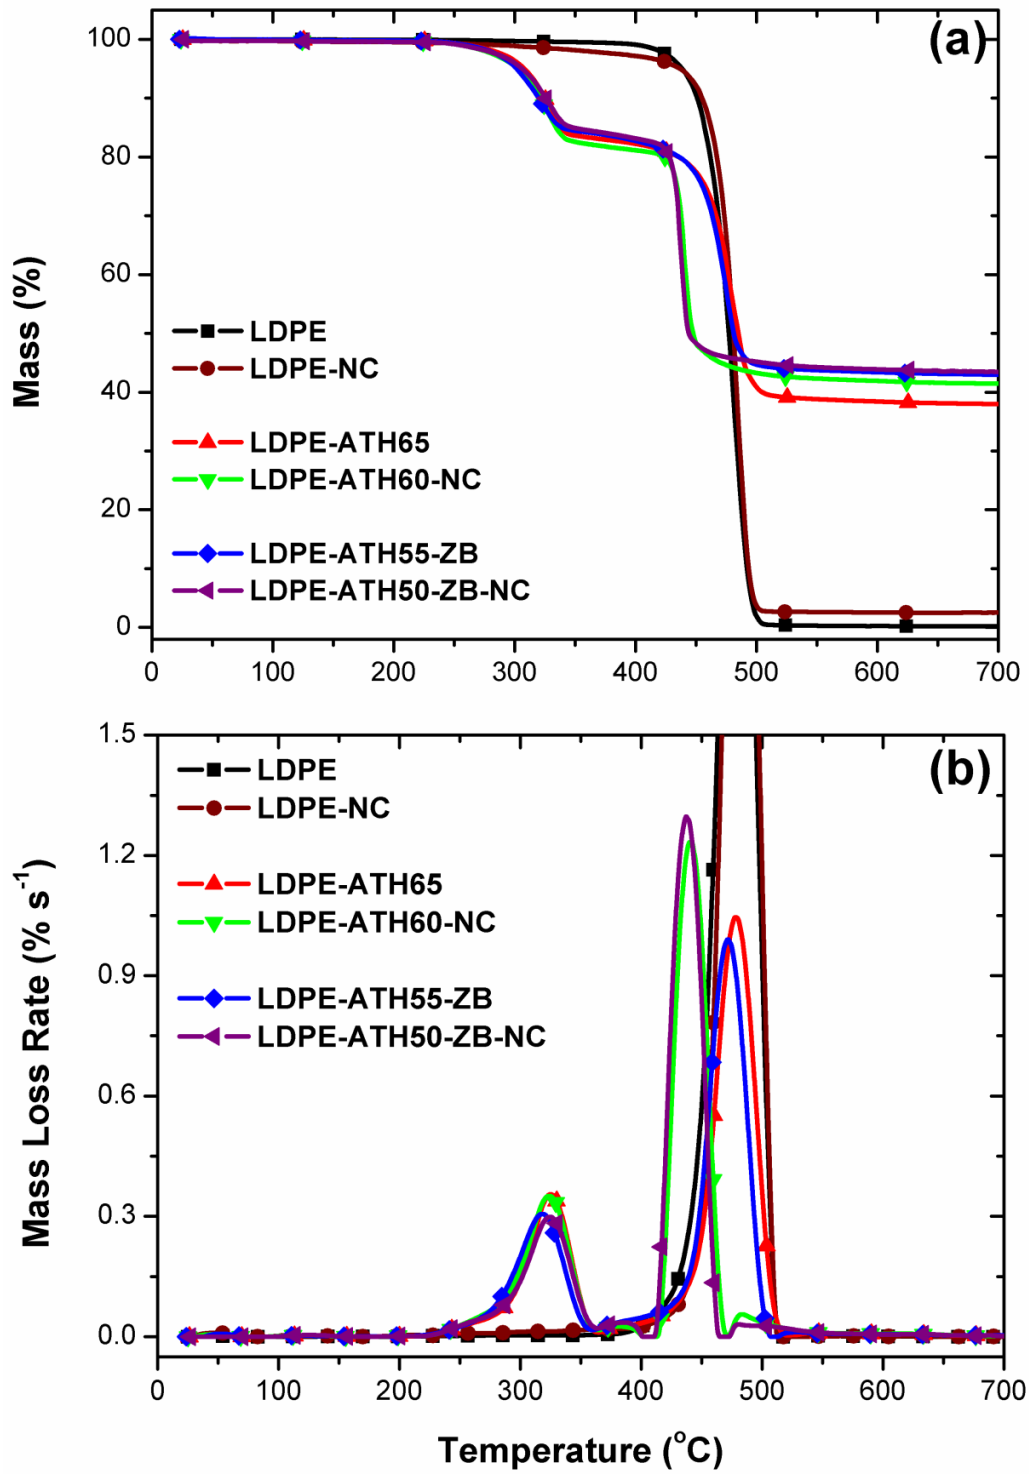 (a)
100
80
60
40
20
0
Mass (%)
LDPE
LDPE-NC
LDPE-ATH65
LDPE-ATH60-NC
LDPE-ATH55-ZB
LDPE-ATH50-ZB-NC
0 100 200 300 400 500 600 700
(b)
1.5
1.2
0.9
0.6
0.3
0.0
Mass Loss Rate (% s⁻¹)
LDPE
LDPE-NC
LDPE-ATH65
LDPE-ATH60-NC
LDPE-ATH55-ZB
LDPE-ATH50-ZB-NC
0 100 200 300 400 500 600 700
Temperature (°C)